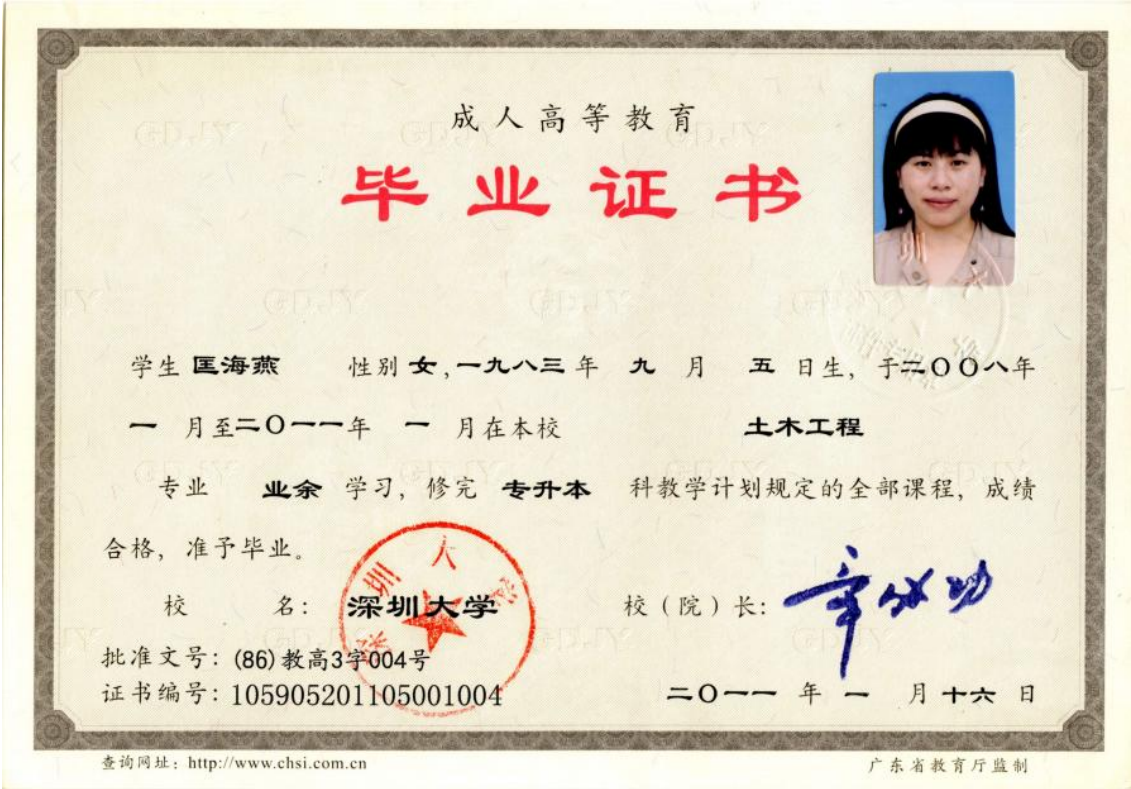 成人高等教育
毕业证书
学生 匡海燕 性别 女,一九八三年 九 月 五 日生,于二〇〇八年
一 月至二〇一一年 一 月在本校 土木工程
专业 业余 学习,修完 专升本 科教学计划规定的全部课程,成绩
合格,准予毕业。
校 名: 深圳大学 校(院)长: 章必功
深圳大学
批准文号: (86)教高3字004号
证书编号: 105905201105001004 二〇一一 年 一 月 十六 日
查询网址: http://www.chsi.com.cn 广东省教育厅监制